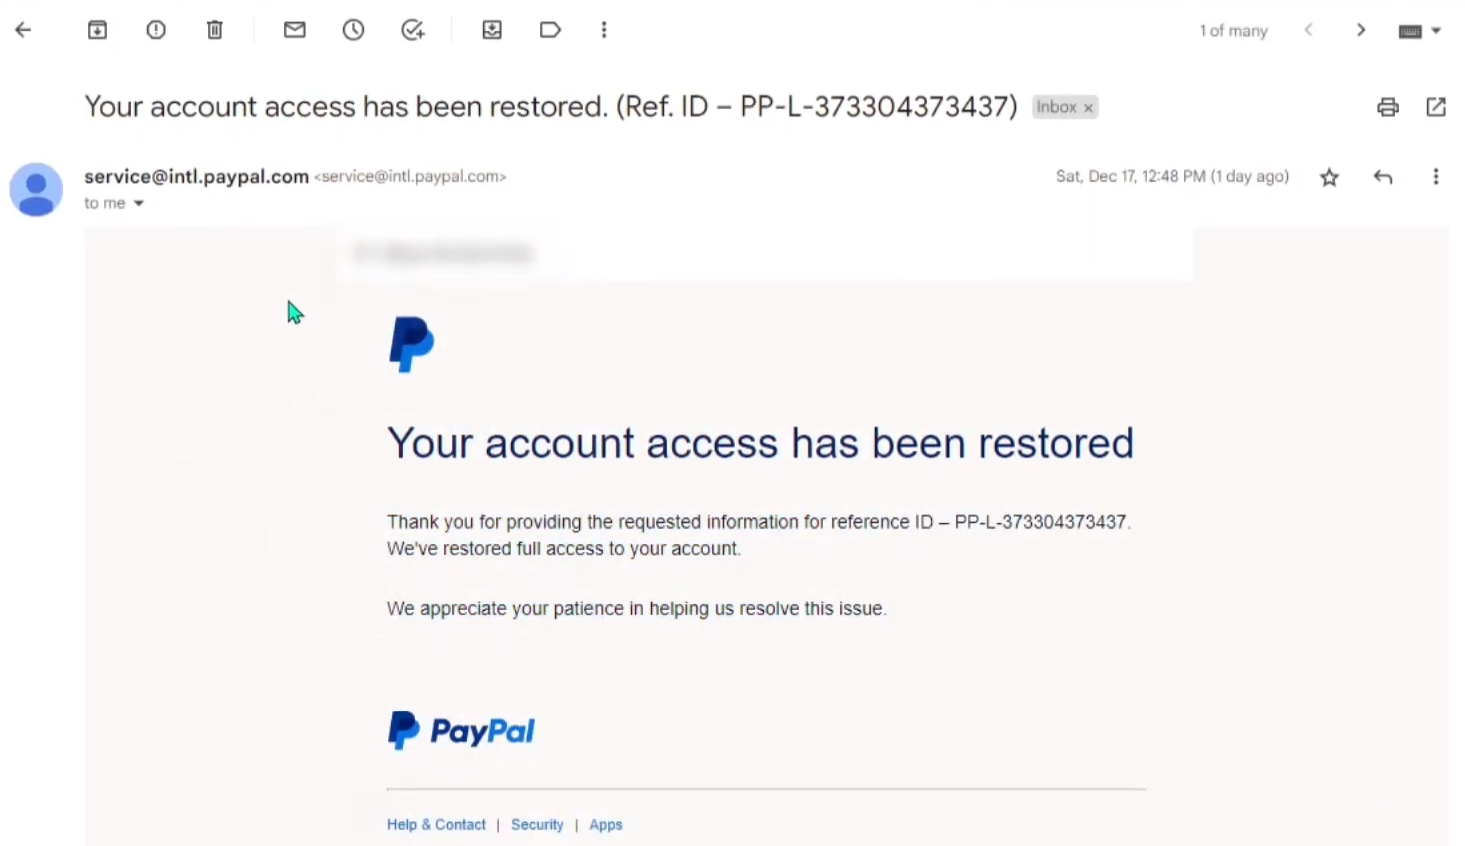 1 of many
Your account access has been restored. (Ref. ID – PP-L-373304373437) Inbox ×
service@intl.paypal.com <service@intl.paypal.com> Sat, Dec 17, 12:48 PM (1 day ago)
to me
Your account access has been restored
Thank you for providing the requested information for reference ID – PP-L-373304373437.
We've restored full access to your account.
We appreciate your patience in helping us resolve this issue.
PayPal
Help & Contact | Security | Apps